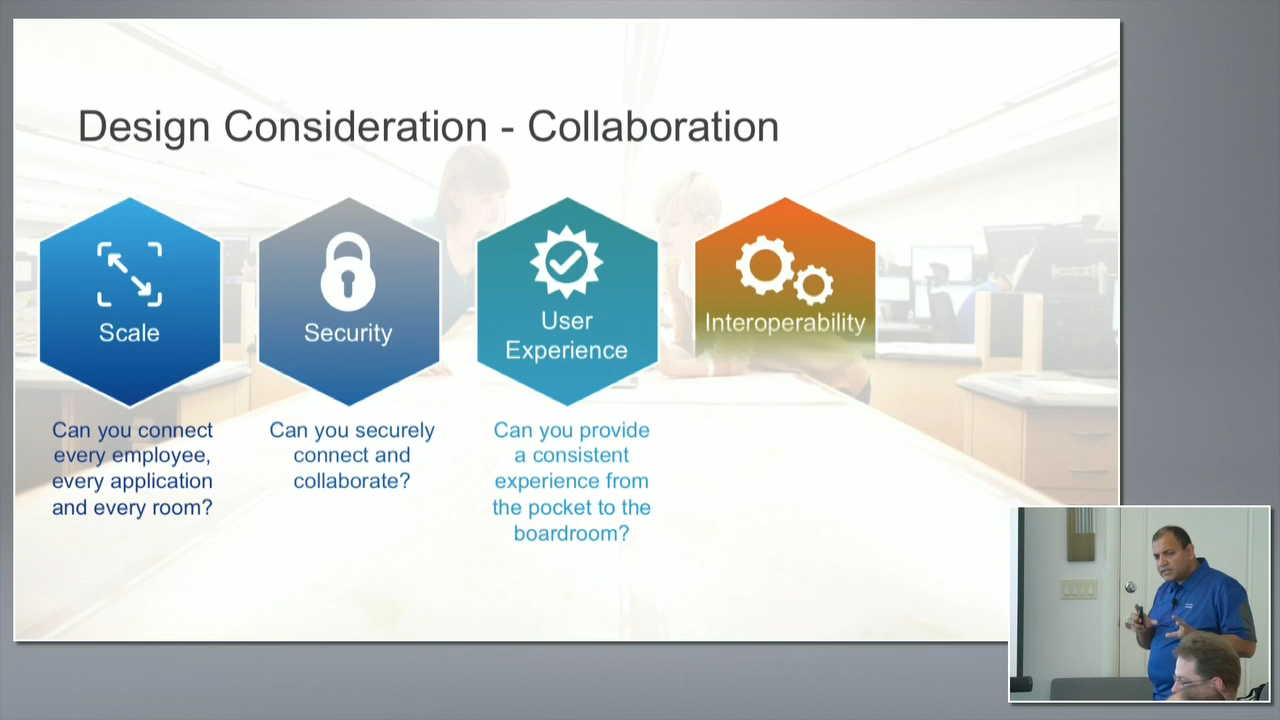 Design Consideration - Collaboration
Scale
Security
User
Experience
Interoperability
Can you connect
every employee,
every application
and every room?
Can you securely
connect and
collaborate?
Can you provide
a consistent
experience from
the pocket to the
boardroom?